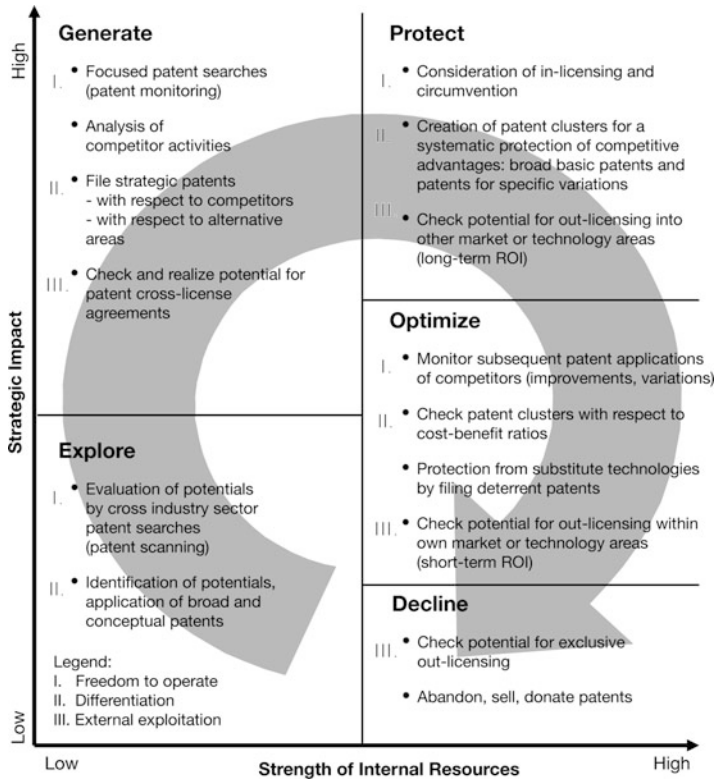 High
Strategic Impact
Low
Generate
I. • Focused patent searches
(patent monitoring)
• Analysis of
competitor activities
II. • File strategic patents
- with respect to competitors
- with respect to alternative
areas
III. • Check and realize potential for
patent cross-license
agreements
Protect
I. • Consideration of in-licensing and
circumvention
II. • Creation of patent clusters for a
systematic protection of competitive
advantages: broad basic patents and
patents for specific variations
III. • Check potential for out-licensing into
other market or technology areas
(long-term ROI)
Optimize
I. • Monitor subsequent patent applications
of competitors (improvements, variations)
II. • Check patent clusters with respect to
cost-benefit ratios
Protection from substitute technologies
by filing deterrent patents
III. • Check potential for out-licensing within
own market or technology areas
(short-term ROI)
Explore
I. • Evaluation of potentials
by cross industry sector
patent searches
(patent scanning)
II. • Identification of potentials,
application of broad and
conceptual patents
Decline
III. • Check potential for exclusive
out-licensing
• Abandon, sell, donate patents
Legend:
I. Freedom to operate
II. Differentiation
III. External exploitation
Low
Strength of Internal Resources
High